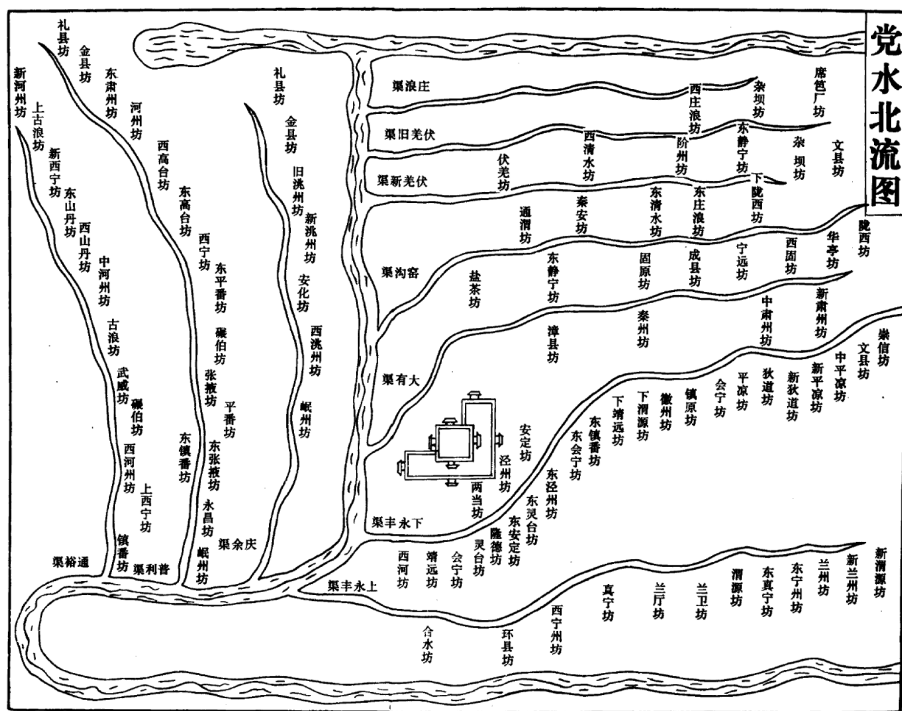 党水北流图
礼县坊
金县坊
东肃州坊
河州坊
西高台坊
东高台坊
西宁坊
东平番坊
碾伯坊
张掖坊
平番坊
东镇番坊
东张掖坊
永昌坊
岷州坊
新河州坊
上古浪坊
新西宁坊
东山丹坊
西山丹坊
中河州坊
古浪坊
武威坊
碾伯坊
西河州坊
上西宁坊
镇番坊
礼县坊
金县坊
旧洮州坊
新洮州坊
安化坊
西洮州坊
岷州坊
渠裕通
渠利普
渠余庆
渠浪庄
西庄浪坊
杂坝坊
席笆厂坊
渠旧羌伏
西清水坊
阶州坊
东静宁坊
杂坝坊
文县坊
渠新羌伏
伏羌坊
秦安坊
东清水坊
东庄浪坊
下陇西坊
渠沟窑
通渭坊
盐茶坊
东静宁坊
固原坊
成县坊
宁远坊
西固坊
华亭坊
陇西坊
渠有大
漳县坊
秦州坊
中肃州坊
新肃州坊
渠丰永下
西河坊
靖远坊
会宁坊
灵台坊
隆德坊
东安定坊
东灵台坊
东泾州坊
两当坊
泾州坊
安定坊
东会宁坊
东镇番坊
下靖远坊
下渭源坊
徽州坊
镇原坊
会宁坊
平凉坊
狄道坊
新狄道坊
新平凉坊
中平凉坊
文县坊
崇信坊
渠丰永上
合水坊
环县坊
西宁州坊
真宁坊
兰厅坊
兰卫坊
渭源坊
东真宁坊
东宁州坊
兰州坊
新兰州坊
新渭源坊